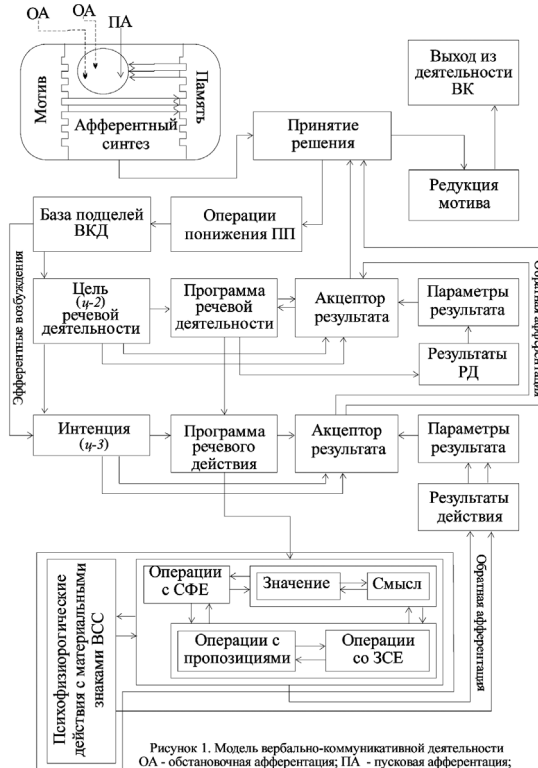 ОА
ОА
ПА
Мотив
Память
Афферентный
синтез
Принятие
решения
Выход из
деятельности
ВК
Редукция
мотива
База подцелей
ВКД
Операции
понижения ПП
Эфферентные возбуждения
Цель
(ц-2)
речевой
деятельности
Программа
речевой
деятельности
Акцептор
результата
Параметры
результата
Результаты
РД
Интенция
(ц-3)
Программа
речевого
действия
Акцептор
результата
Параметры
результата
Результаты
действия
Обратная афферентация
Психофизиорогические
действия с материальными
знаками ВСС
Операции
с СФЕ
Значение
Смысл
Операции с
пропозициями
Операции
со ЗСЕ
Рисунок 1. Модель вербально-коммуникативной деятельности
ОА - обстановочная афферентация; ПА - пусковая афферентация;